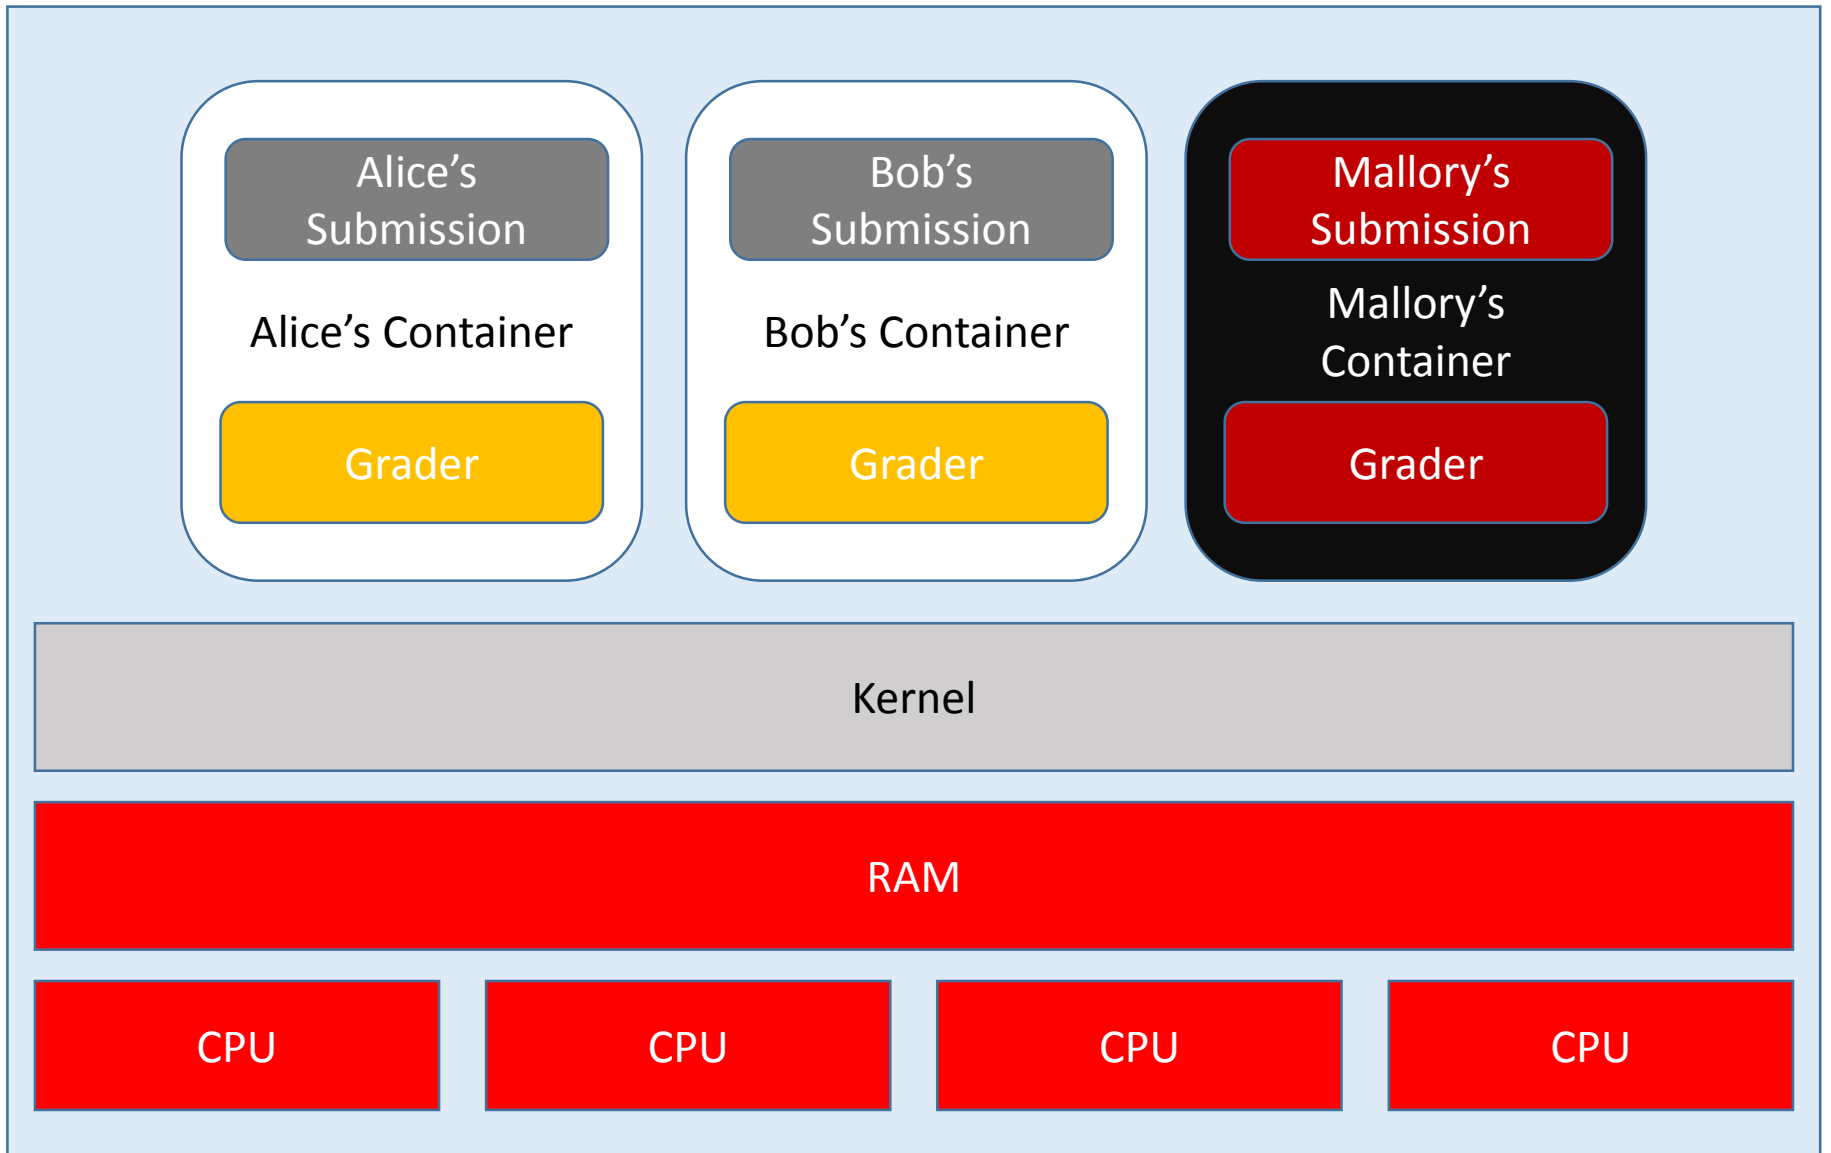 Alice’s
Submission
Alice’s Container
Grader
Bob’s
Submission
Bob’s Container
Grader
Mallory’s
Submission
Mallory’s
Container
Grader
Kernel
RAM
CPU
CPU
CPU
CPU